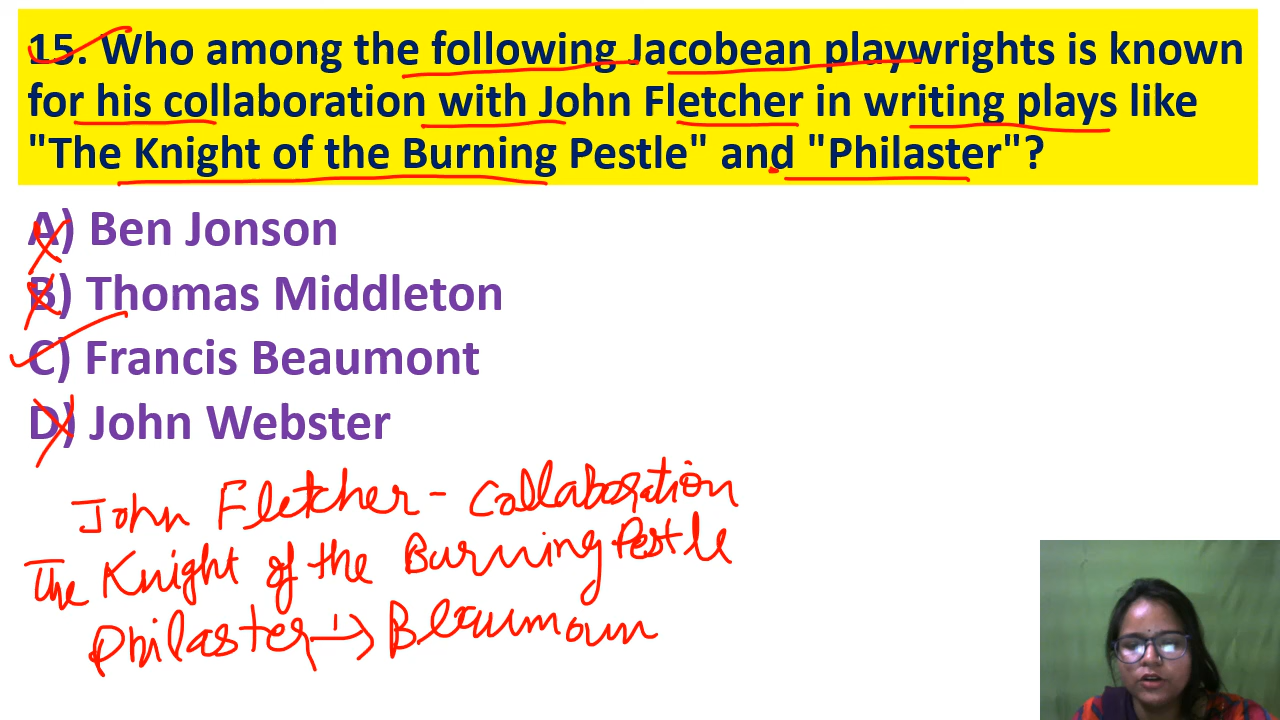 15. Who among the following Jacobean playwrights is known
for his collaboration with John Fletcher in writing plays like
"The Knight of the Burning Pestle" and "Philaster"?
A) Ben Jonson
B) Thomas Middleton
C) Francis Beaumont
D) John Webster
John Fletcher - Collaboration
The Knight of the Burning Pestle
Philaster → Beaumoun